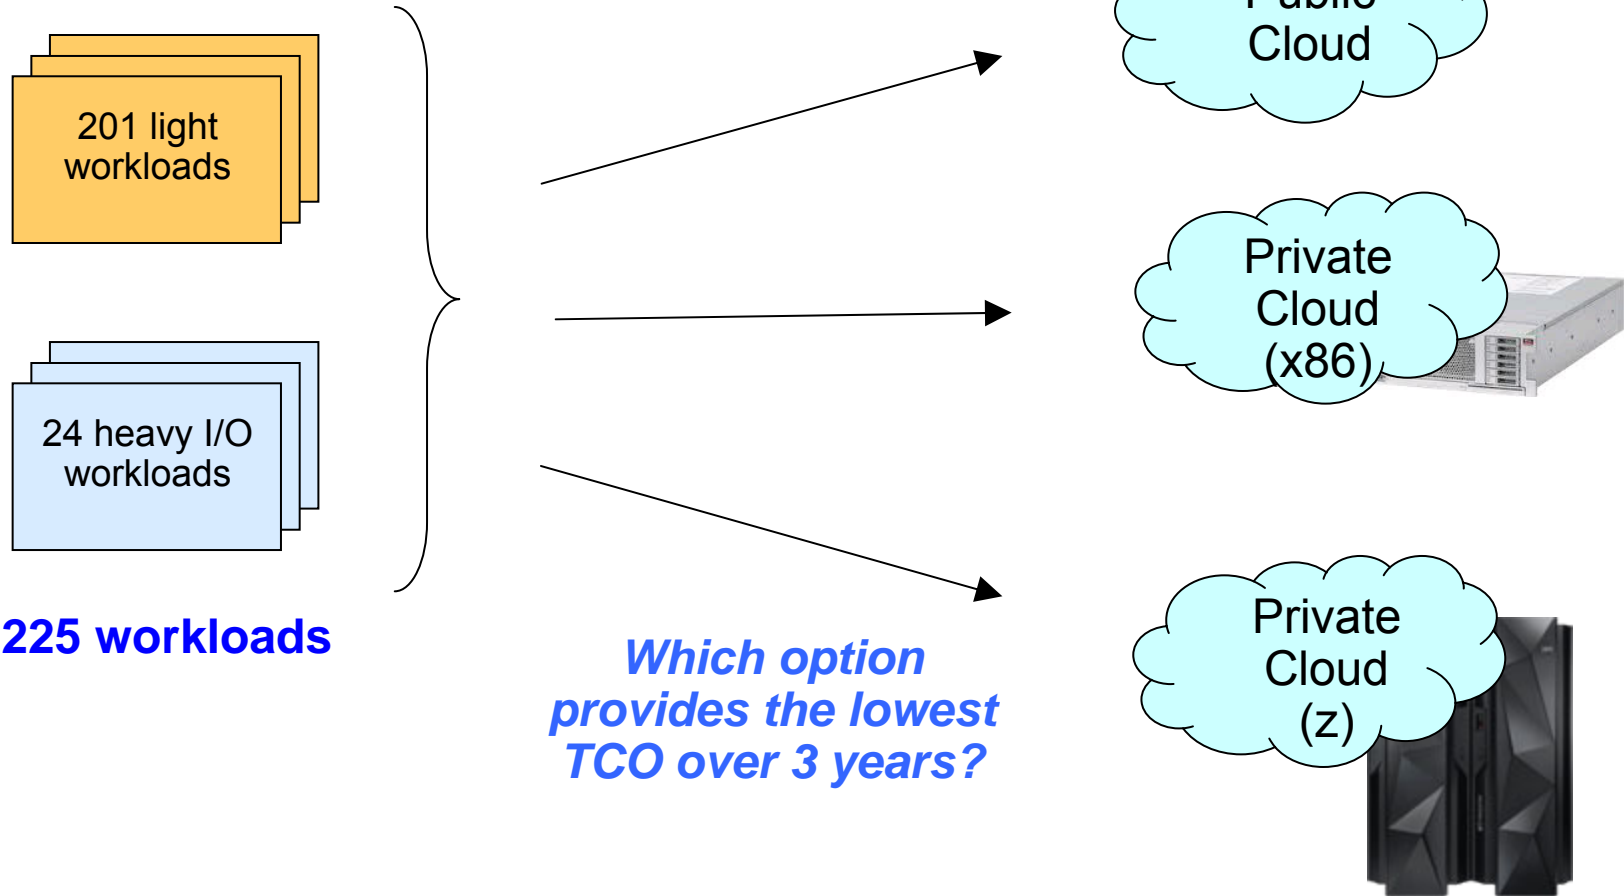 Public
Cloud
201 light
workloads
Private
Cloud
(x86)
24 heavy I/O
workloads
225 workloads
Which option
provides the lowest
TCO over 3 years?
Private
Cloud
(z)